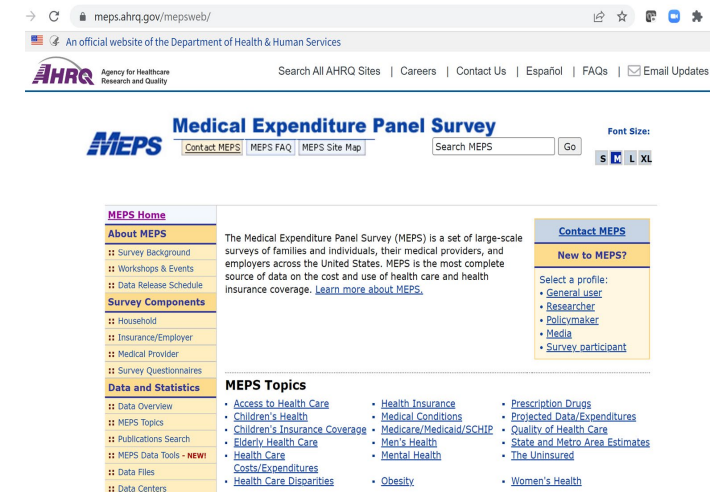 meps.ahrq.gov/mepsweb/
An official website of the Department of Health & Human Services
AHRQ
Agency for Healthcare
Research and Quality
Search All AHRQ Sites | Careers | Contact Us | Español | FAQs | Email Updates
MEPS
Medical Expenditure Panel Survey
Contact MEPS MEPS FAQ MEPS Site Map
Search MEPS Go
Font Size:
S M L XL
MEPS Home
About MEPS
:: Survey Background
:: Workshops & Events
:: Data Release Schedule
Survey Components
:: Household
:: Insurance/Employer
:: Medical Provider
:: Survey Questionnaires
Data and Statistics
:: Data Overview
:: MEPS Topics
:: Publications Search
:: MEPS Data Tools - NEW!
:: Data Files
:: Data Centers
The Medical Expenditure Panel Survey (MEPS) is a set of large-scale
surveys of families and individuals, their medical providers, and
employers across the United States. MEPS is the most complete
source of data on the cost and use of health care and health
insurance coverage. Learn more about MEPS.
Contact MEPS
New to MEPS?
Select a profile:
• General user
• Researcher
• Policymaker
• Media
• Survey participant
MEPS Topics
• Access to Health Care
• Children's Health
• Children's Insurance Coverage
• Elderly Health Care
• Health Care
Costs/Expenditures
• Health Care Disparities
• Health Insurance
• Medical Conditions
• Medicare/Medicaid/SCHIP
• Men's Health
• Mental Health
• Obesity
• Prescription Drugs
• Projected Data/Expenditures
• Quality of Health Care
• State and Metro Area Estimates
• The Uninsured
• Women's Health